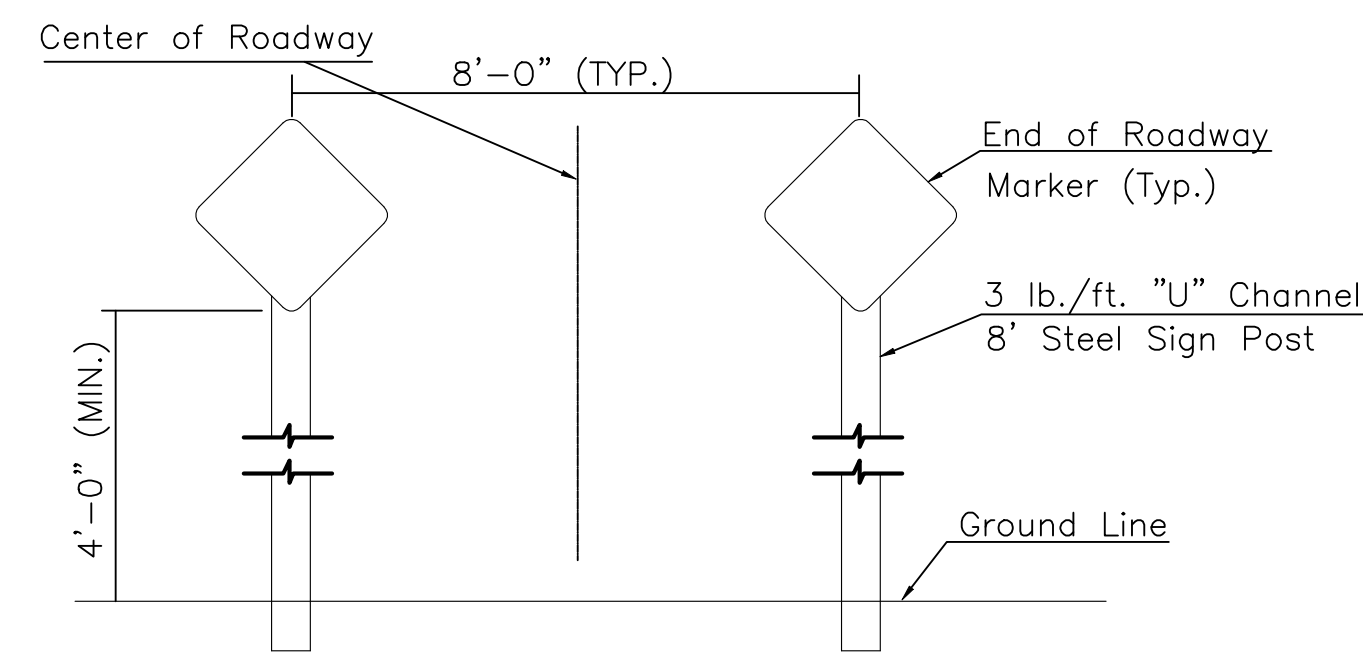 Center of Roadway
8'-0" (TYP.)
End of Roadway
Marker (Typ.)
3 lb./ft. "U" Channel
8' Steel Sign Post
4'-0" (MIN.)
Ground Line